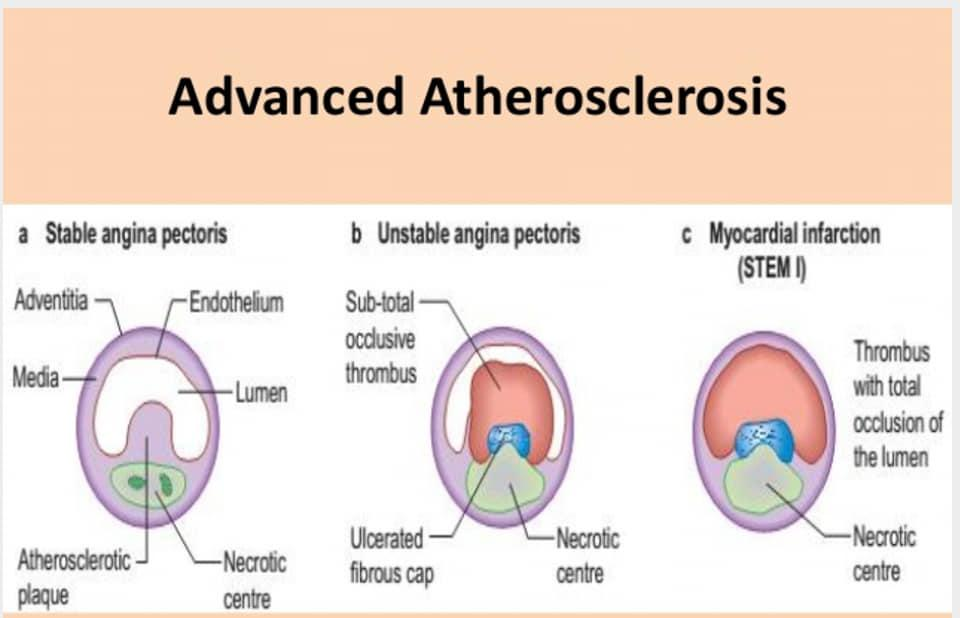 Advanced Atherosclerosis
a Stable angina pectoris
Adventitia
Endothelium
Media
Lumen
Atherosclerotic
plaque
Necrotic
centre
b Unstable angina pectoris
Sub-total
occlusive
thrombus
Ulcerated
fibrous cap
Necrotic
centre
c Myocardial infarction
(STEM I)
Thrombus
with total
occlusion of
the lumen
Necrotic
centre